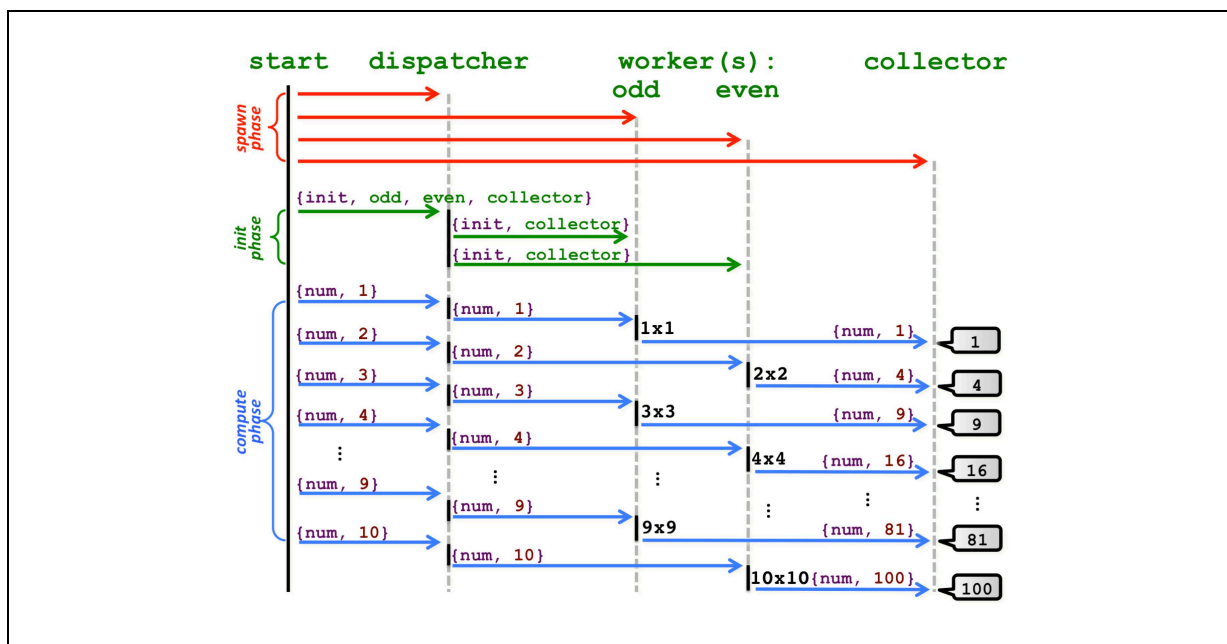 start dispatcher worker(s): collector
odd even
spawn
phase
{init, odd, even, collector}
init
phase
{init, collector}
{init, collector}
compute
phase
{num, 1}
{num, 1}
1x1 {num, 1} 1
{num, 2}
{num, 2}
2x2 {num, 4} 4
{num, 3}
{num, 3}
3x3 {num, 9} 9
{num, 4}
{num, 4}
4x4 {num, 16} 16
⋮ ⋮ ⋮ ⋮ ⋮ ⋮
{num, 9}
{num, 9}
9x9 {num, 81} 81
{num, 10}
{num, 10}
10x10 {num, 100} 100